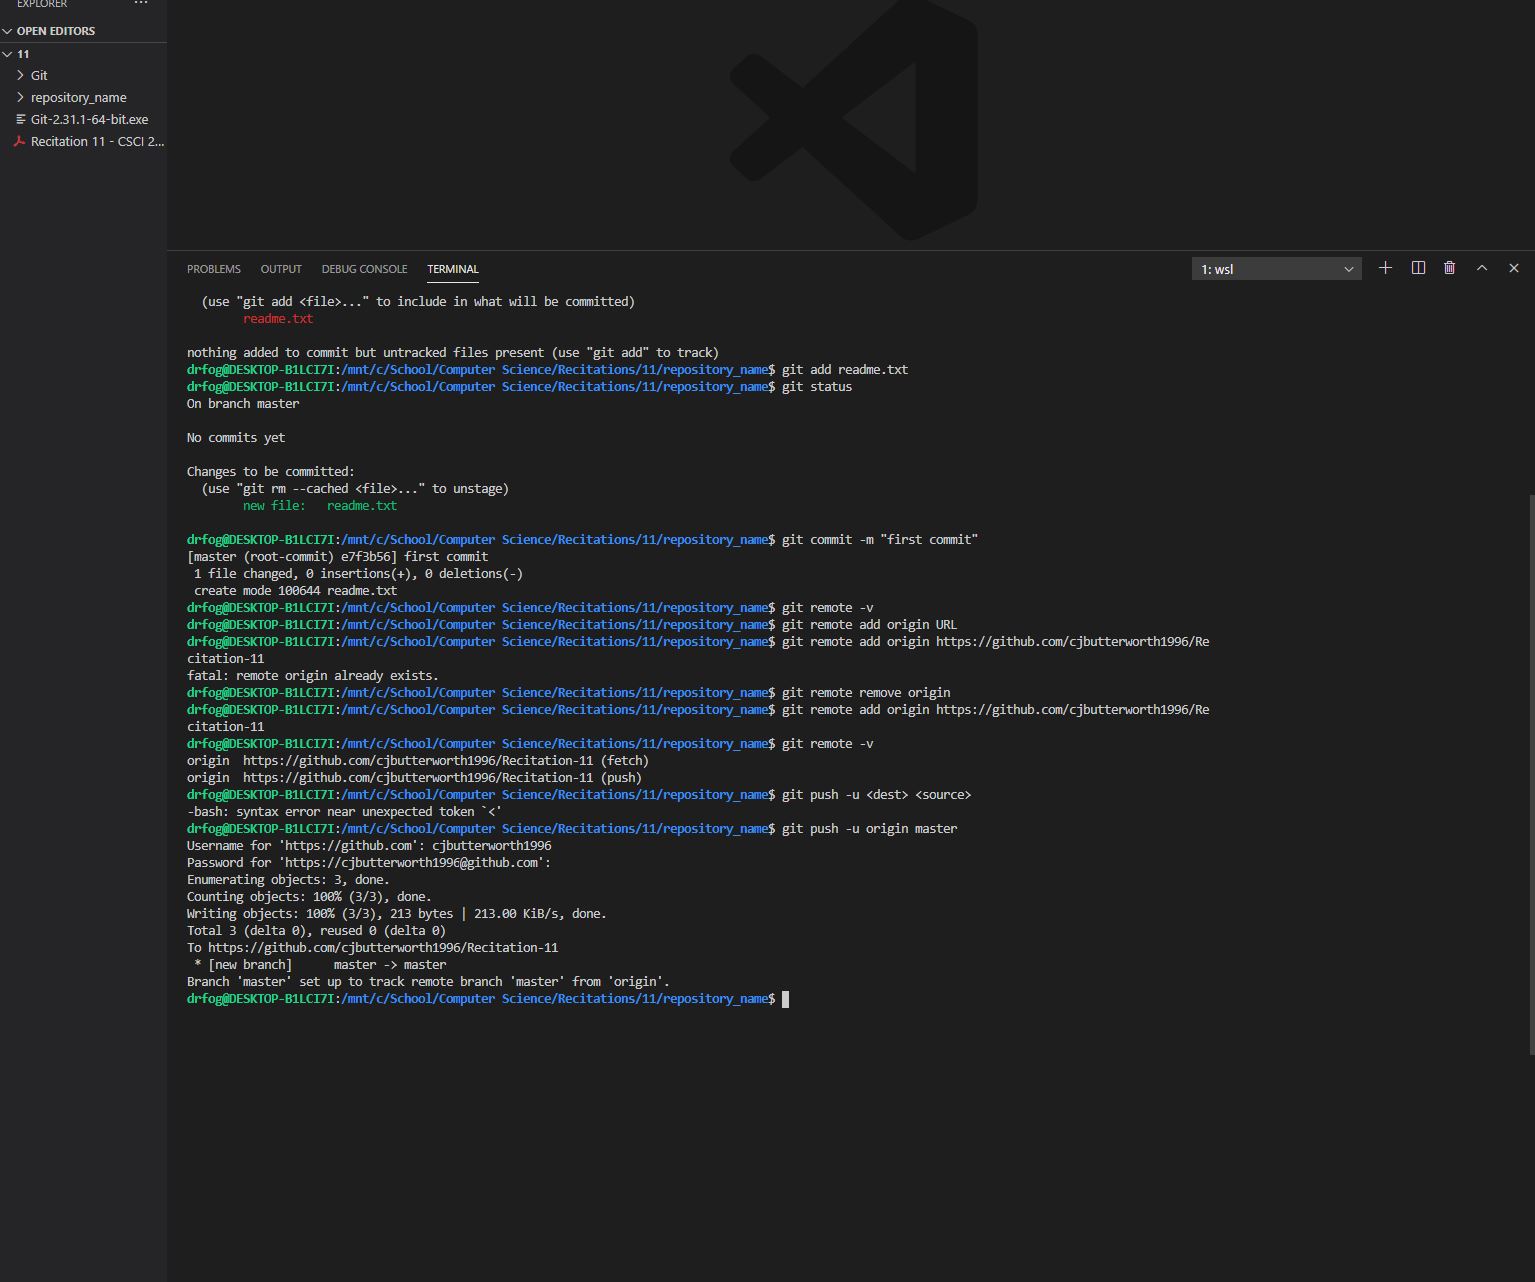 EXPLORER ...
OPEN EDITORS
11
Git
repository_name
Git-2.31.1-64-bit.exe
Recitation 11 - CSCI 2...
PROBLEMS OUTPUT DEBUG CONSOLE TERMINAL 1: wsl
(use "git add <file>..." to include in what will be committed)
readme.txt
nothing added to commit but untracked files present (use "git add" to track)
drfog@DESKTOP-B1LCI7I:/mnt/c/School/Computer Science/Recitations/11/repository_name$ git add readme.txt
drfog@DESKTOP-B1LCI7I:/mnt/c/School/Computer Science/Recitations/11/repository_name$ git status
On branch master
No commits yet
Changes to be committed:
(use "git rm --cached <file>..." to unstage)
new file: readme.txt
drfog@DESKTOP-B1LCI7I:/mnt/c/School/Computer Science/Recitations/11/repository_name$ git commit -m "first commit"
[master (root-commit) e7f3b56] first commit
1 file changed, 0 insertions(+), 0 deletions(-)
create mode 100644 readme.txt
drfog@DESKTOP-B1LCI7I:/mnt/c/School/Computer Science/Recitations/11/repository_name$ git remote -v
drfog@DESKTOP-B1LCI7I:/mnt/c/School/Computer Science/Recitations/11/repository_name$ git remote add origin URL
drfog@DESKTOP-B1LCI7I:/mnt/c/School/Computer Science/Recitations/11/repository_name$ git remote add origin https://github.com/cjbutterworth1996/Re
citation-11
fatal: remote origin already exists.
drfog@DESKTOP-B1LCI7I:/mnt/c/School/Computer Science/Recitations/11/repository_name$ git remote remove origin
drfog@DESKTOP-B1LCI7I:/mnt/c/School/Computer Science/Recitations/11/repository_name$ git remote add origin https://github.com/cjbutterworth1996/Re
citation-11
drfog@DESKTOP-B1LCI7I:/mnt/c/School/Computer Science/Recitations/11/repository_name$ git remote -v
origin https://github.com/cjbutterworth1996/Recitation-11 (fetch)
origin https://github.com/cjbutterworth1996/Recitation-11 (push)
drfog@DESKTOP-B1LCI7I:/mnt/c/School/Computer Science/Recitations/11/repository_name$ git push -u <dest> <source>
-bash: syntax error near unexpected token `<'
drfog@DESKTOP-B1LCI7I:/mnt/c/School/Computer Science/Recitations/11/repository_name$ git push -u origin master
Username for 'https://github.com': cjbutterworth1996
Password for 'https://cjbutterworth1996@github.com':
Enumerating objects: 3, done.
Counting objects: 100% (3/3), done.
Writing objects: 100% (3/3), 213 bytes | 213.00 KiB/s, done.
Total 3 (delta 0), reused 0 (delta 0)
To https://github.com/cjbutterworth1996/Recitation-11
* [new branch] master -> master
Branch 'master' set up to track remote branch 'master' from 'origin'.
drfog@DESKTOP-B1LCI7I:/mnt/c/School/Computer Science/Recitations/11/repository_name$